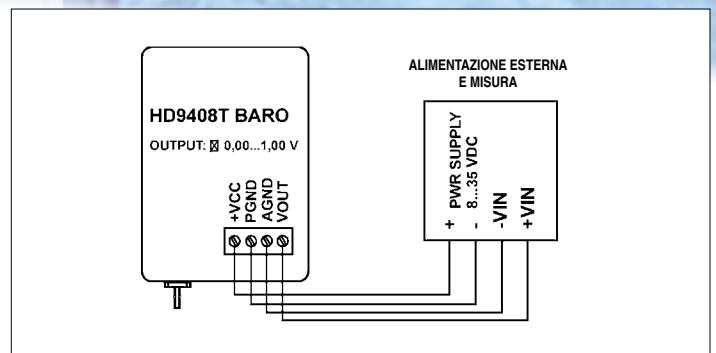 ALIMENTAZIONE ESTERNA
E MISURA
HD9408T BARO
OUTPUT: ☒ 0,00...1,00 V
+VCC
PGND
AGND
VOUT
+ PWR SUPPLY
- 8...35 VDC
-VIN
+VIN